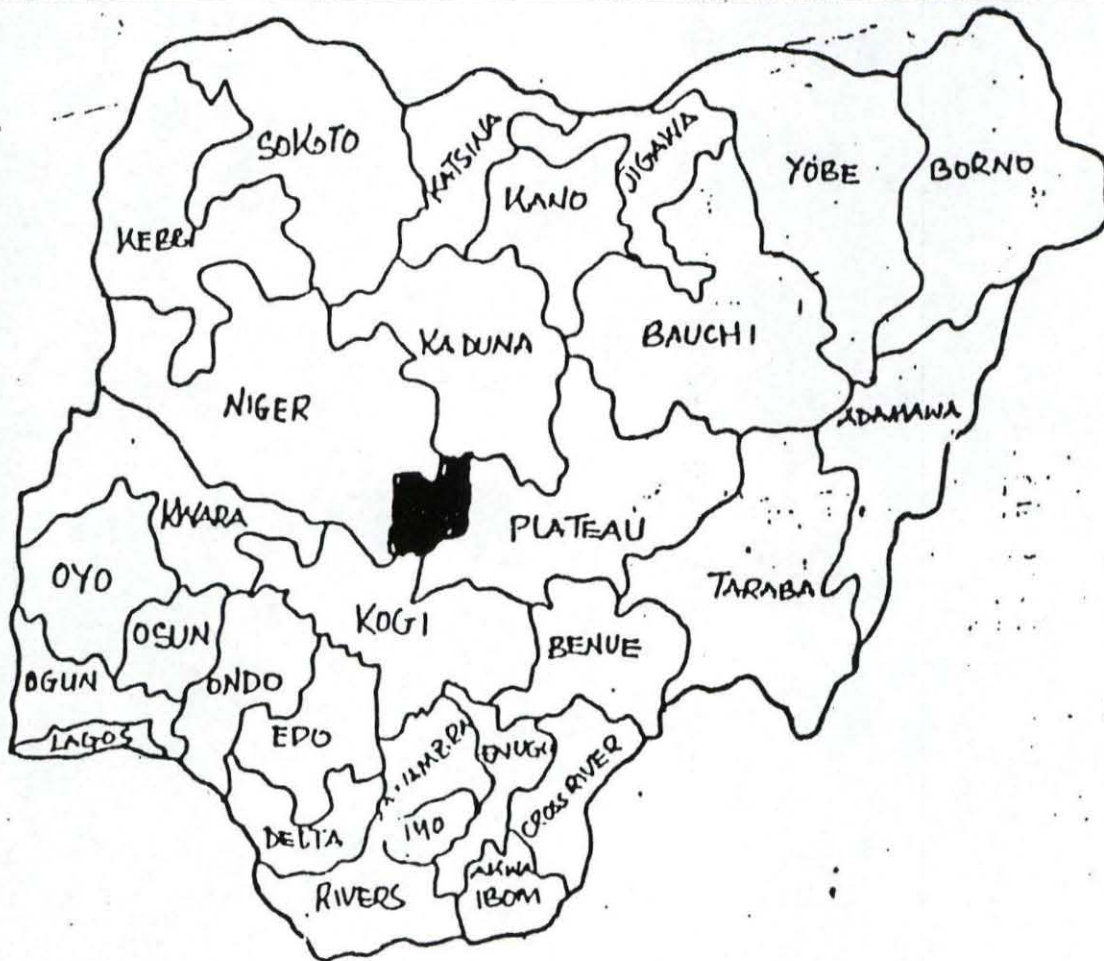 SOKOTO
KATSINA
JIGAWA
YOBE
BORNO
KANO
KEBBI
KADUNA
BAUCHI
NIGER
ADAMAWA
KWARA
PLATEAU
OYO
TARABA
KOGI
OSUN
BENUE
OGUN
ONDO
EDO
LAGOS
ENUGU
CROSS RIVER
DELTA
IMO
AKWA
IBOM
RIVERS